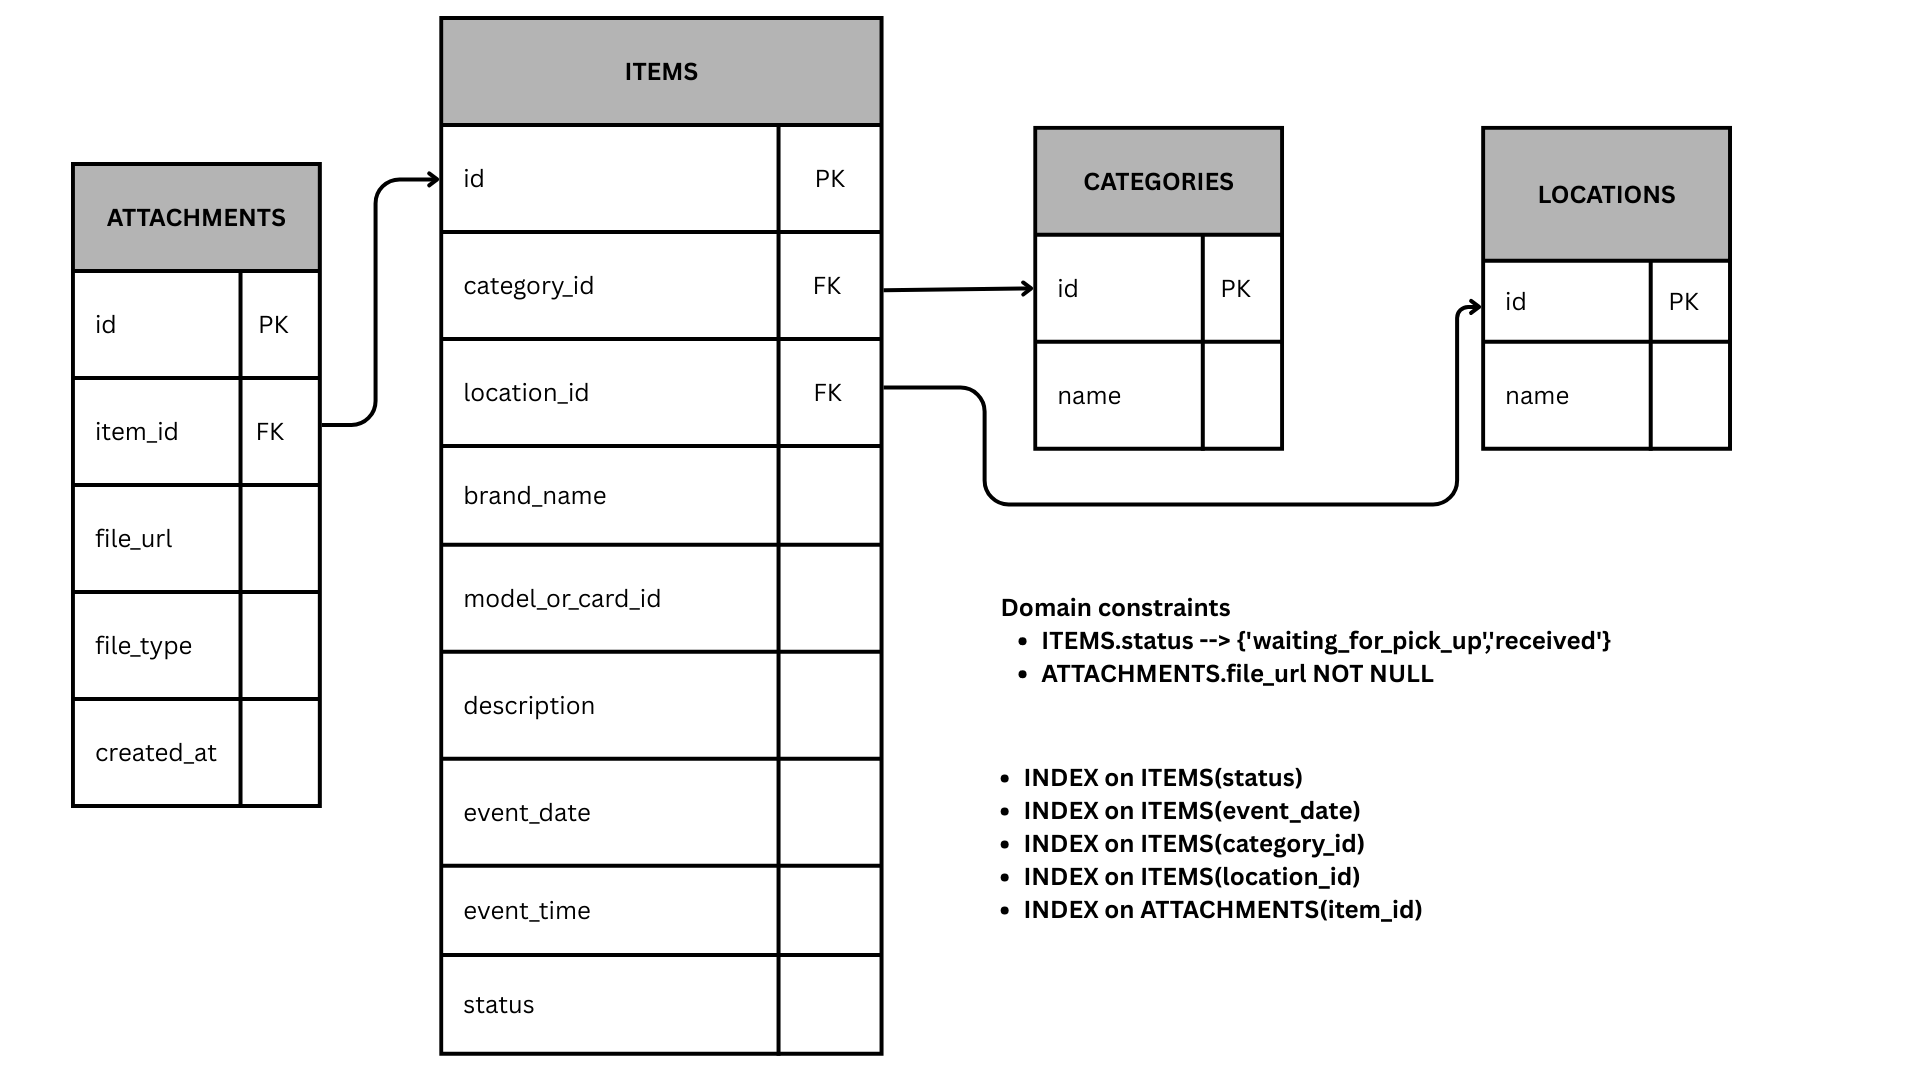 ATTACHMENTS
id PK
item_id FK
file_url
file_type
created_at
ITEMS
id PK
category_id FK
location_id FK
brand_name
model_or_card_id
description
event_date
event_time
status
CATEGORIES
id PK
name
LOCATIONS
id PK
name
Domain constraints
• ITEMS.status --> {'waiting_for_pick_up','received'}
• ATTACHMENTS.file_url NOT NULL
• INDEX on ITEMS(status)
• INDEX on ITEMS(event_date)
• INDEX on ITEMS(category_id)
• INDEX on ITEMS(location_id)
• INDEX on ATTACHMENTS(item_id)